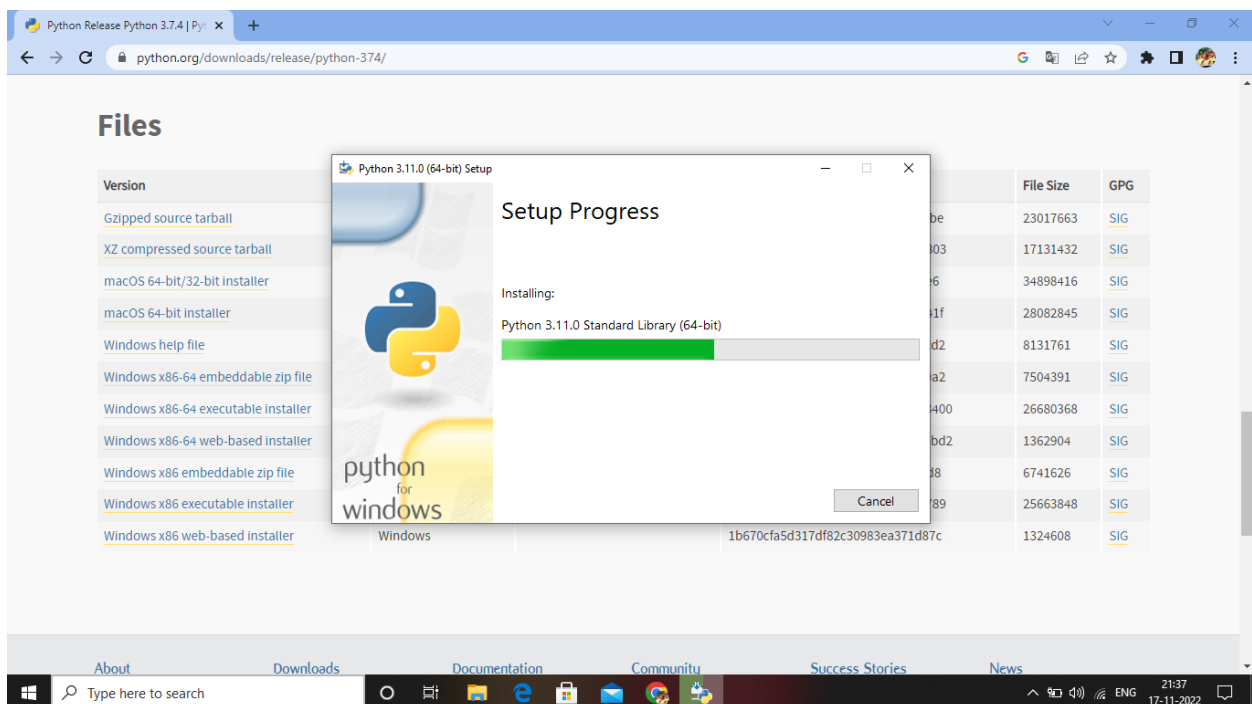 Python Release Python 3.7.4 | Pyt
python.org/downloads/release/python-374/
Files
Version File Size GPG
Gzipped source tarball be 23017663 SIG
XZ compressed source tarball 303 17131432 SIG
macOS 64-bit/32-bit installer e6 34898416 SIG
macOS 64-bit installer 41f 28082845 SIG
Windows help file d2 8131761 SIG
Windows x86-64 embeddable zip file a2 7504391 SIG
Windows x86-64 executable installer 3400 26680368 SIG
Windows x86-64 web-based installer bd2 1362904 SIG
Windows x86 embeddable zip file d8 6741626 SIG
Windows x86 executable installer 789 25663848 SIG
Windows x86 web-based installer Windows 1b670cfa5d317df82c30983ea371d87c 1324608 SIG
Python 3.11.0 (64-bit) Setup
Setup Progress
Installing:
Python 3.11.0 Standard Library (64-bit)
python
for
windows
Cancel
About Downloads Documentation Community Success Stories News
Type here to search
ENG
21:37
17-11-2022